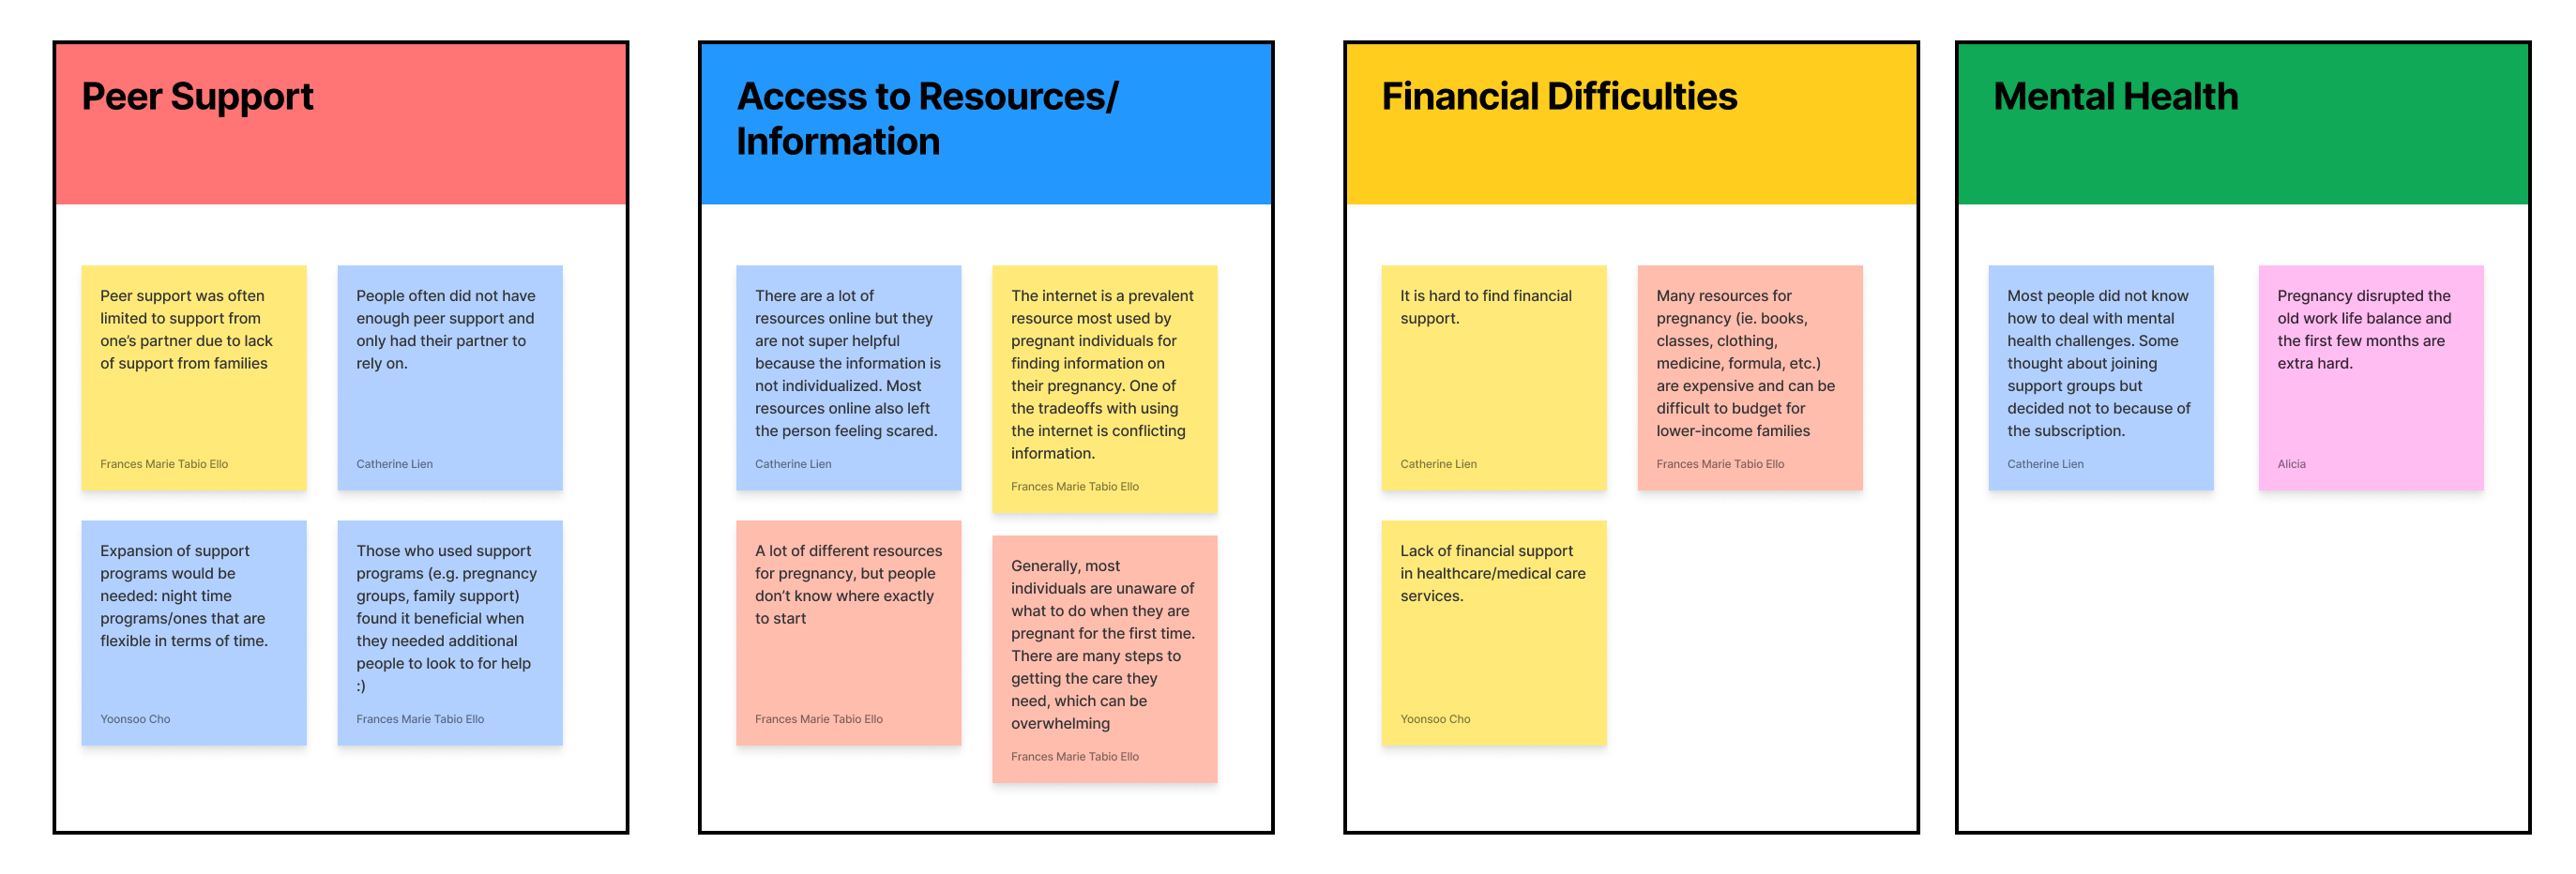 Peer Support
Peer support was often
limited to support from
one’s partner due to lack
of support from families
Frances Marie Tabio Ello
People often did not have
enough peer support and
only had their partner to
rely on.
Catherine Lien
Expansion of support
programs would be
needed: night time
programs/ones that are
flexible in terms of time.
Yoonsoo Cho
Those who used support
programs (e.g. pregnancy
groups, family support)
found it beneficial when
they needed additional
people to look to for help
:)
Frances Marie Tabio Ello
Access to Resources/
Information
There are a lot of
resources online but they
are not super helpful
because the information is
not individualized. Most
resources online also left
the person feeling scared.
Catherine Lien
The internet is a prevalent
resource most used by
pregnant individuals for
finding information on
their pregnancy. One of
the tradeoffs with using
the internet is conflicting
information.
Frances Marie Tabio Ello
A lot of different resources
for pregnancy, but people
don’t know where exactly
to start
Frances Marie Tabio Ello
Generally, most
individuals are unaware of
what to do when they are
pregnant for the first time.
There are many steps to
getting the care they
need, which can be
overwhelming
Frances Marie Tabio Ello
Financial Difficulties
It is hard to find financial
support.
Catherine Lien
Many resources for
pregnancy (ie. books,
classes, clothing,
medicine, formula, etc.)
are expensive and can be
difficult to budget for
lower-income families
Frances Marie Tabio Ello
Lack of financial support
in healthcare/medical care
services.
Yoonsoo Cho
Mental Health
Most people did not know
how to deal with mental
health challenges. Some
thought about joining
support groups but
decided not to because of
the subscription.
Catherine Lien
Pregnancy disrupted the
old work life balance and
the first few months are
extra hard.
Alicia